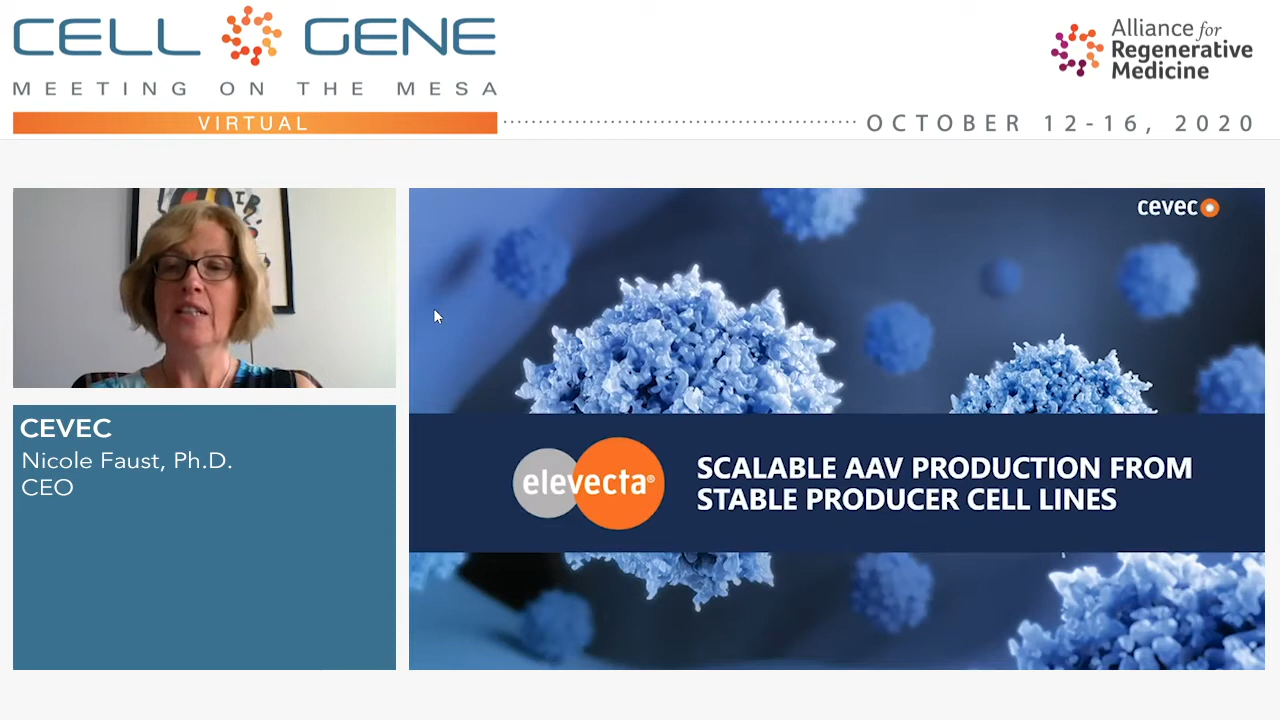 CELL GENE
MEETING ON THE MESA
VIRTUAL
Alliance for
Regenerative
Medicine
OCTOBER 12-16, 2020
CEVEC
Nicole Faust, Ph.D.
CEO
cevec
elevecta®
SCALABLE AAV PRODUCTION FROM
STABLE PRODUCER CELL LINES